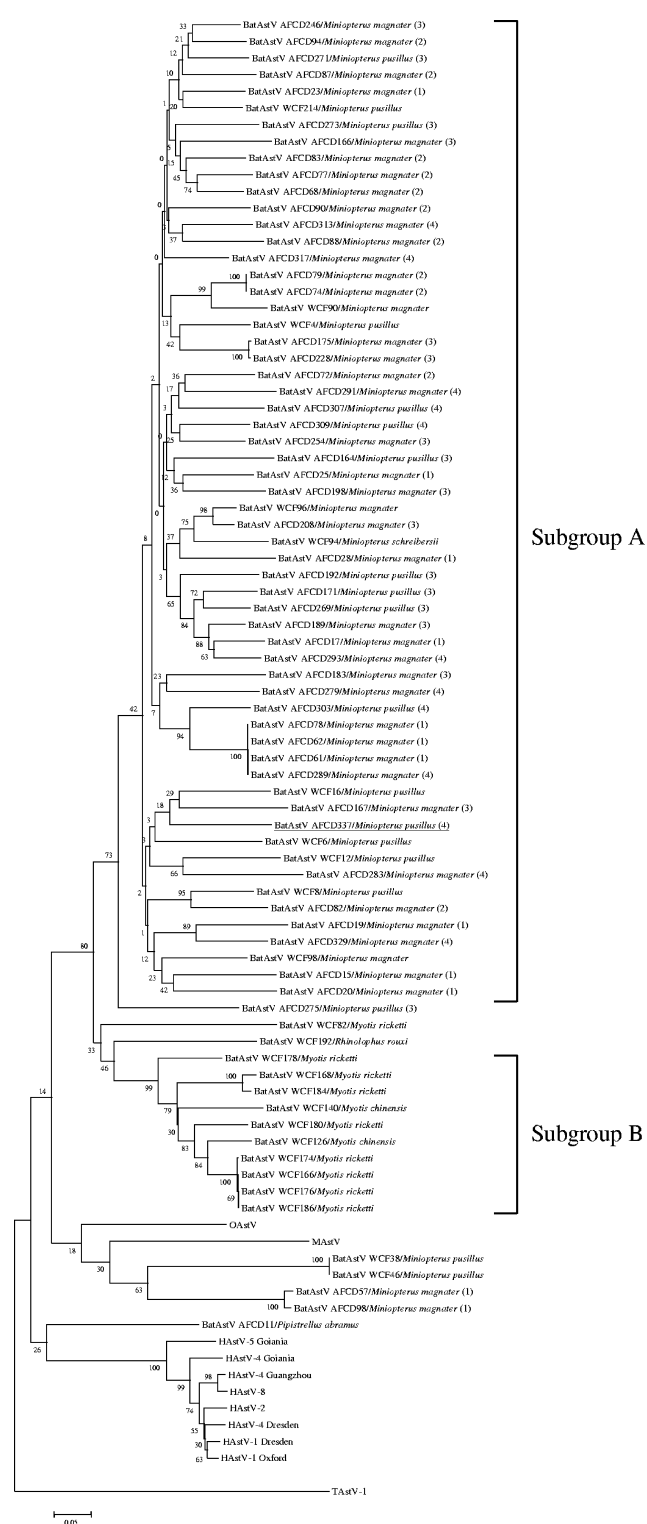 BatAstV AFCD246/Miniopterus magnater (3)
BatAstV AFCD94/Miniopterus magnater (2)
BatAstV AFCD271/Miniopterus pusillus (3)
BatAstV AFCD87/Miniopterus magnater (2)
BatAstV AFCD23/Miniopterus magnater (1)
BatAstV WCF214/Miniopterus pusillus
BatAstV AFCD273/Miniopterus pusillus (3)
BatAstV AFCD166/Miniopterus magnater (3)
BatAstV AFCD83/Miniopterus magnater (2)
BatAstV AFCD77/Miniopterus magnater (2)
BatAstV AFCD68/Miniopterus magnater (2)
BatAstV AFCD90/Miniopterus magnater (2)
BatAstV AFCD313/Miniopterus magnater (4)
BatAstV AFCD88/Miniopterus magnater (2)
BatAstV AFCD317/Miniopterus magnater (4)
BatAstV AFCD79/Miniopterus magnater (2)
BatAstV AFCD74/Miniopterus magnater (2)
BatAstV WCF90/Miniopterus magnater
BatAstV WCF4/Miniopterus pusillus
BatAstV AFCD175/Miniopterus magnater (3)
BatAstV AFCD228/Miniopterus magnater (3)
BatAstV AFCD72/Miniopterus magnater (2)
BatAstV AFCD291/Miniopterus magnater (4)
BatAstV AFCD307/Miniopterus pusillus (4)
BatAstV AFCD309/Miniopterus pusillus (4)
BatAstV AFCD254/Miniopterus magnater (3)
BatAstV AFCD164/Miniopterus pusillus (3)
BatAstV AFCD25/Miniopterus magnater (1)
BatAstV AFCD198/Miniopterus magnater (3)
BatAstV WCF96/Miniopterus magnater
BatAstV AFCD208/Miniopterus magnater (3)
BatAstV WCF94/Miniopterus schreibersii
BatAstV AFCD28/Miniopterus magnater (1)
BatAstV AFCD192/Miniopterus pusillus (3)
BatAstV AFCD171/Miniopterus pusillus (3)
BatAstV AFCD269/Miniopterus pusillus (3)
BatAstV AFCD189/Miniopterus magnater (3)
BatAstV AFCD17/Miniopterus magnater (1)
BatAstV AFCD293/Miniopterus magnater (4)
BatAstV AFCD183/Miniopterus magnater (3)
BatAstV AFCD279/Miniopterus magnater (4)
BatAstV AFCD303/Miniopterus pusillus (4)
BatAstV AFCD78/Miniopterus magnater (1)
BatAstV AFCD62/Miniopterus magnater (1)
BatAstV AFCD61/Miniopterus magnater (1)
BatAstV AFCD289/Miniopterus magnater (4)
BatAstV WCF16/Miniopterus pusillus
BatAstV AFCD167/Miniopterus magnater (3)
BatAstV AFCD337/Miniopterus pusillus (4)
BatAstV WCF6/Miniopterus pusillus
BatAstV WCF12/Miniopterus pusillus
BatAstV AFCD283/Miniopterus magnater (4)
BatAstV WCF8/Miniopterus pusillus
BatAstV AFCD82/Miniopterus magnater (2)
BatAstV AFCD19/Miniopterus magnater (1)
BatAstV AFCD329/Miniopterus magnater (4)
BatAstV WCF98/Miniopterus magnater
BatAstV AFCD15/Miniopterus magnater (1)
BatAstV AFCD20/Miniopterus magnater (1)
BatAstV AFCD275/Miniopterus pusillus (3)
Subgroup A
BatAstV WCF82/Myotis ricketti
BatAstV WCF192/Rhinolophus rouxi
BatAstV WCF178/Myotis ricketti
BatAstV WCF168/Myotis ricketti
BatAstV WCF184/Myotis ricketti
BatAstV WCF140/Myotis chinensis
BatAstV WCF180/Myotis ricketti
BatAstV WCF126/Myotis chinensis
BatAstV WCF174/Myotis ricketti
BatAstV WCF166/Myotis ricketti
BatAstV WCF176/Myotis ricketti
BatAstV WCF186/Myotis ricketti
Subgroup B
OAstV
MAstV
BatAstV WCF38/Miniopterus pusillus
BatAstV WCF46/Miniopterus pusillus
BatAstV AFCD57/Miniopterus magnater (1)
BatAstV AFCD98/Miniopterus magnater (1)
BatAstV AFCD11/Pipistrellus abramus
HAstV-5 Goiania
HAstV-4 Goiania
HAstV-4 Guangzhou
HAstV-8
HAstV-2
HAstV-4 Dresden
HAstV-1 Dresden
HAstV-1 Oxford
TAstV-1
0.05